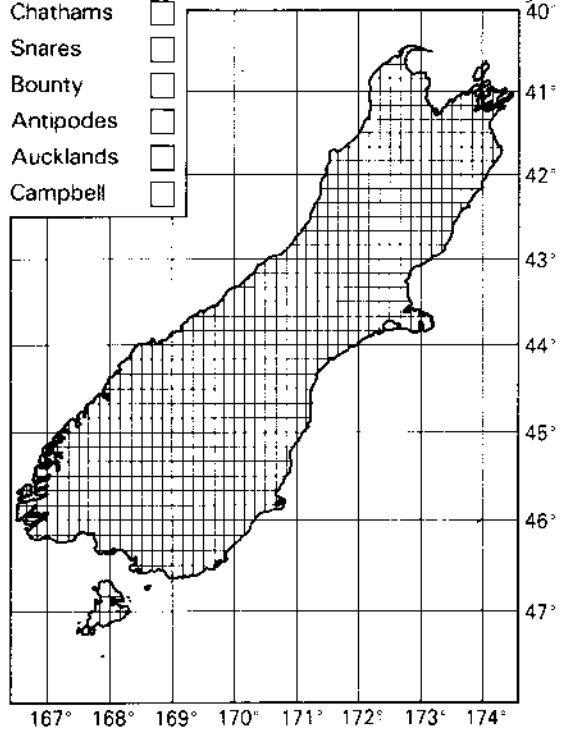 Chathams
Snares
Bounty
Antipodes
Aucklands
Campbell
40°
41°
42°
43°
44°
45°
46°
47°
167° 168° 169° 170° 171° 172° 173° 174°